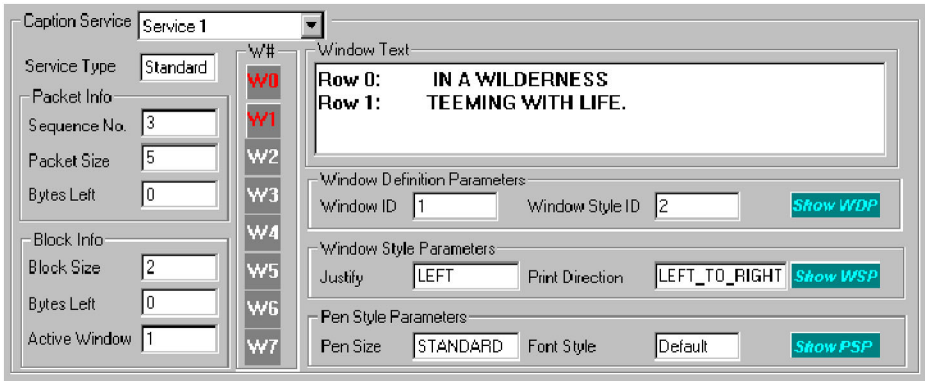 Caption Service Service 1
Service Type Standard
Packet Info
Sequence No. 3
Packet Size 5
Bytes Left 0
Block Info
Block Size 2
Bytes Left 0
Active Window 1
W#
W0
W1
W2
W3
W4
W5
W6
W7
Window Text
Row 0: IN A WILDERNESS
Row 1: TEEMING WITH LIFE.
Window Definition Parameters
Window ID 1 Window Style ID 2 Show WDP
Window Style Parameters
Justify LEFT Print Direction LEFT_TO_RIGHT Show WSP
Pen Style Parameters
Pen Size STANDARD Font Style Default Show PSP